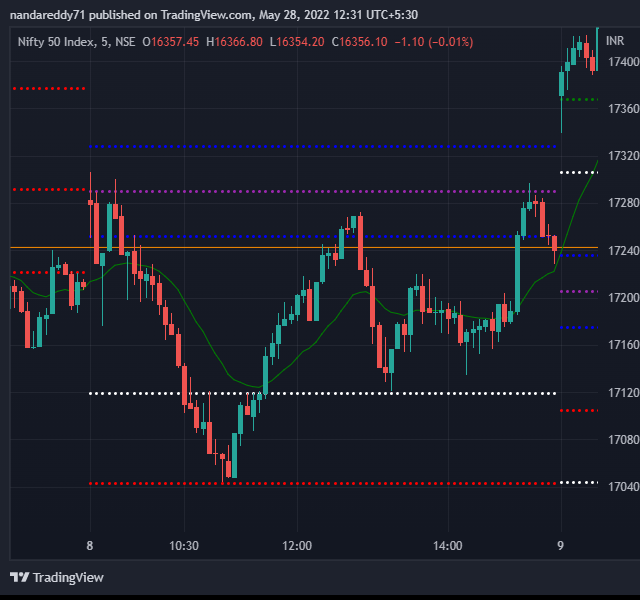 nandareddy71 published on TradingView.com, May 28, 2022 12:31 UTC+5:30
Nifty 50 Index, 5, NSE O16357.45 H16366.80 L16354.20 C16356.10 −1.10 (−0.01%)
INR
17400
17360
17320
17280
17240
17200
17160
17120
17080
17040
8 10:30 12:00 14:00 9
TradingView